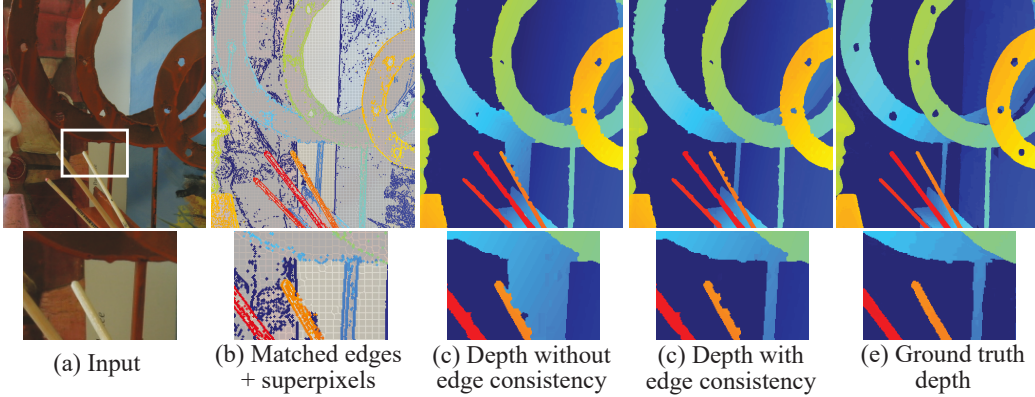 (a) Input
(b) Matched edges
+ superpixels
(c) Depth without
edge consistency
(c) Depth with
edge consistency
(e) Ground truth
depth